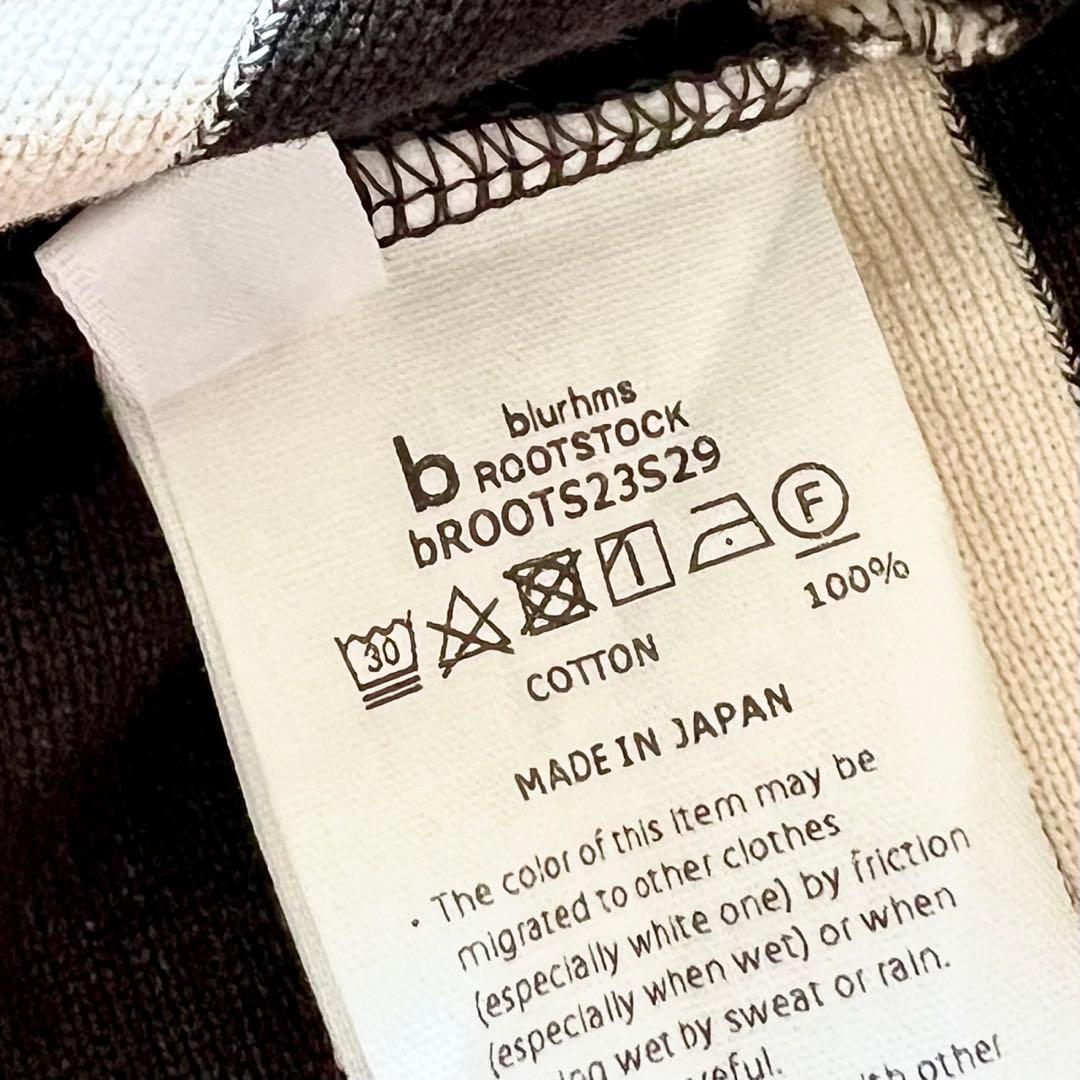 blurhms
b ROOTSTOCK
bROOTS23S29
30 F
COTTON 100%
MADE IN JAPAN
· The color of this item may be
migrated to other clothes
(especially white one) by friction
(especially when wet) or when
wet by sweat or rain.
other